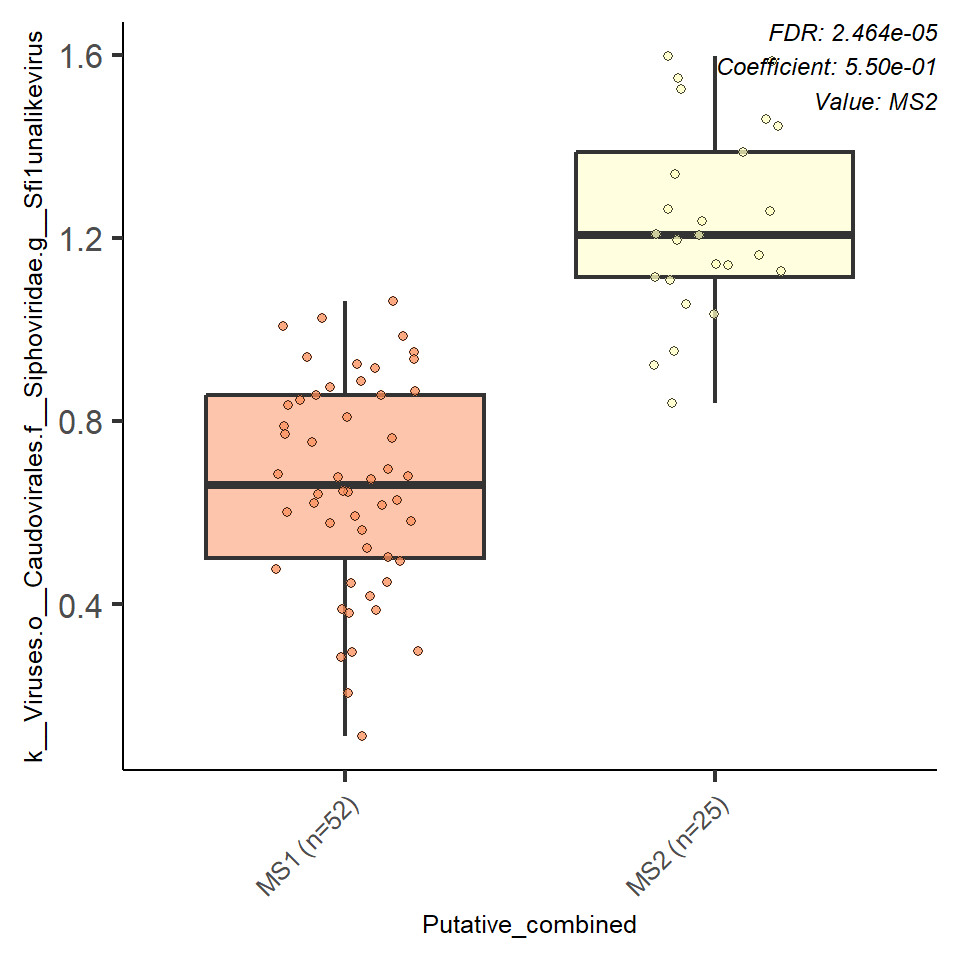 FDR: 2.464e-05
Coefficient: 5.50e-01
Value: MS2
k__Viruses.o__Caudovirales.f__Siphoviridae.g__Sfi1unalikevirus
1.6
1.2
0.8
0.4
MS1 (n=52)
MS2 (n=25)
Putative_combined